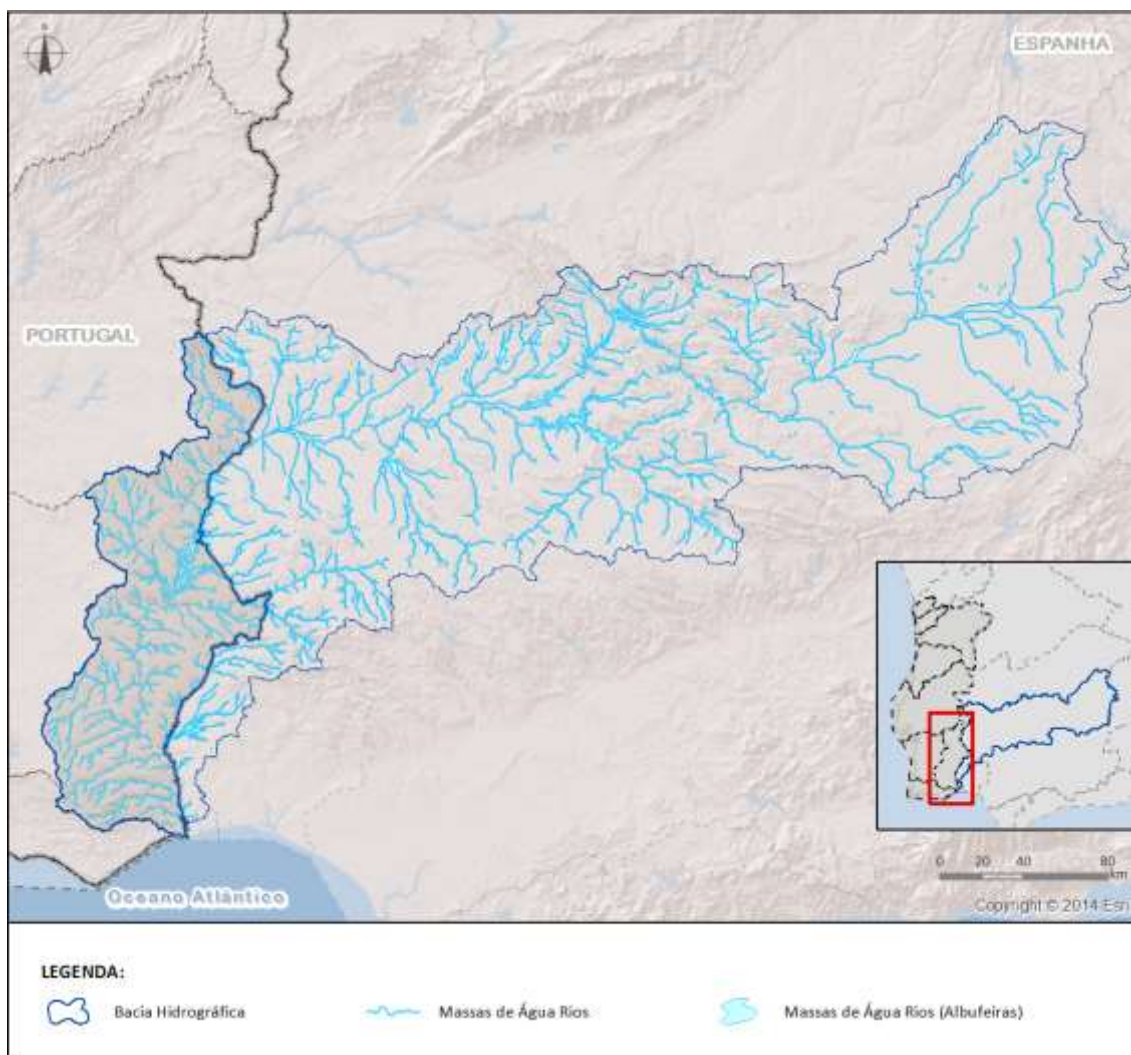 N
ESPANHA
PORTUGAL
0 20 40 80
km
Oceano Atlântico
Copyright © 2014 Esri
LEGENDA:
Bacia Hidrográfica
Massas de Água Rios
Massas de Água Rios (Albufeiras)